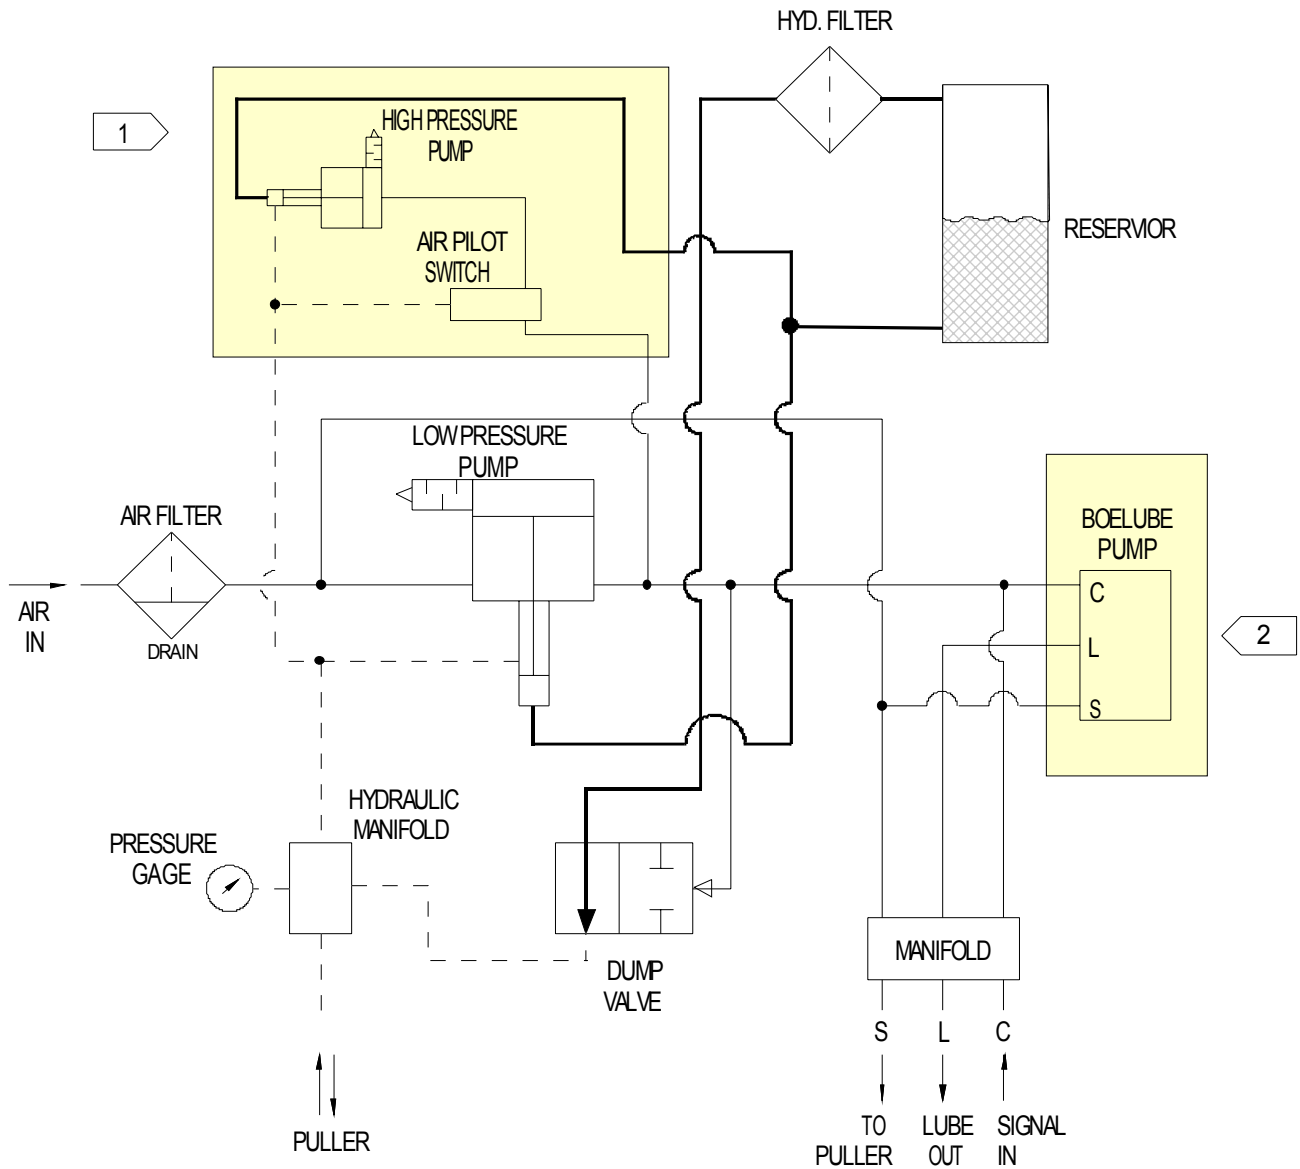 HYD. FILTER
1
HIGH PRESSURE
PUMP
AIR PILOT
SWITCH
RESERVIOR
LOW PRESSURE
PUMP
AIR FILTER
AIR
IN
DRAIN
BOELUBE
PUMP
C
L
S
2
HYDRAULIC
MANIFOLD
PRESSURE
GAGE
DUMP
VALVE
MANIFOLD
S L C
PULLER
TO
PULLER
LUBE
OUT
SIGNAL
IN